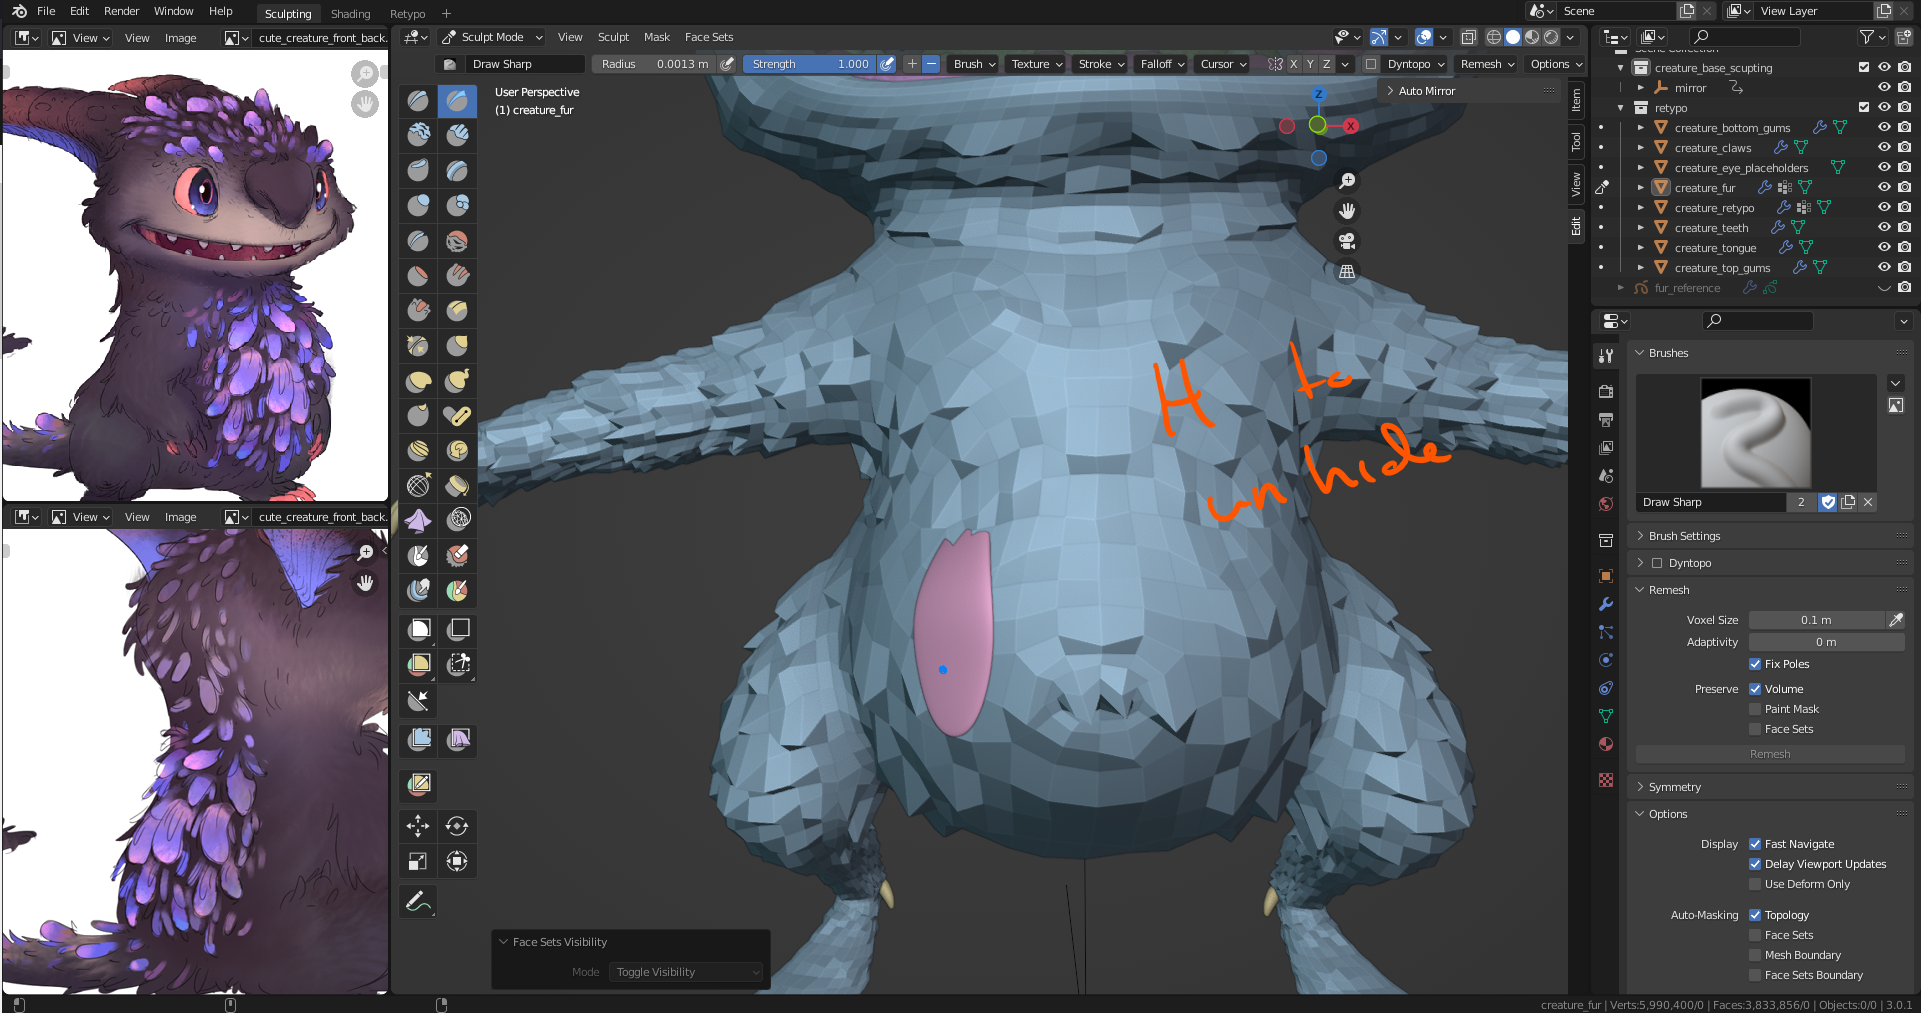 File Edit Render Window Help Sculpting Shading Retypo + Scene View Layer
View View Image cute_creature_front_back.
Sculpt Mode View Sculpt Mask Face Sets
Draw Sharp Radius 0.0013 m Strength 1.000 Brush Texture Stroke Falloff Cursor X Y Z Dyntopo Remesh Options
User Perspective
(1) creature_fur
Auto Mirror
Z
X
Item
Tool
View
Edit
H to
un hide
Face Sets Visibility
Mode Toggle Visibility
View View Image cute_creature_front_back.
Scene Collection
creature_base_scupting
mirror
retypo
creature_bottom_gums
creature_claws
creature_eye_placeholders
creature_fur
creature_retypo
creature_teeth
creature_tongue
creature_top_gums
fur_reference
Brushes
Draw Sharp 2
Brush Settings
Dyntopo
Remesh
Voxel Size 0.1 m
Adaptivity 0 m
Fix Poles
Preserve Volume
Paint Mask
Face Sets
Remesh
Symmetry
Options
Display Fast Navigate
Delay Viewport Updates
Use Deform Only
Auto-Masking Topology
Face Sets
Mesh Boundary
Face Sets Boundary
creature_fur | Verts:5,990,400/0 | Faces:3,833,856/0 | Objects:0/0 | 3.0.1